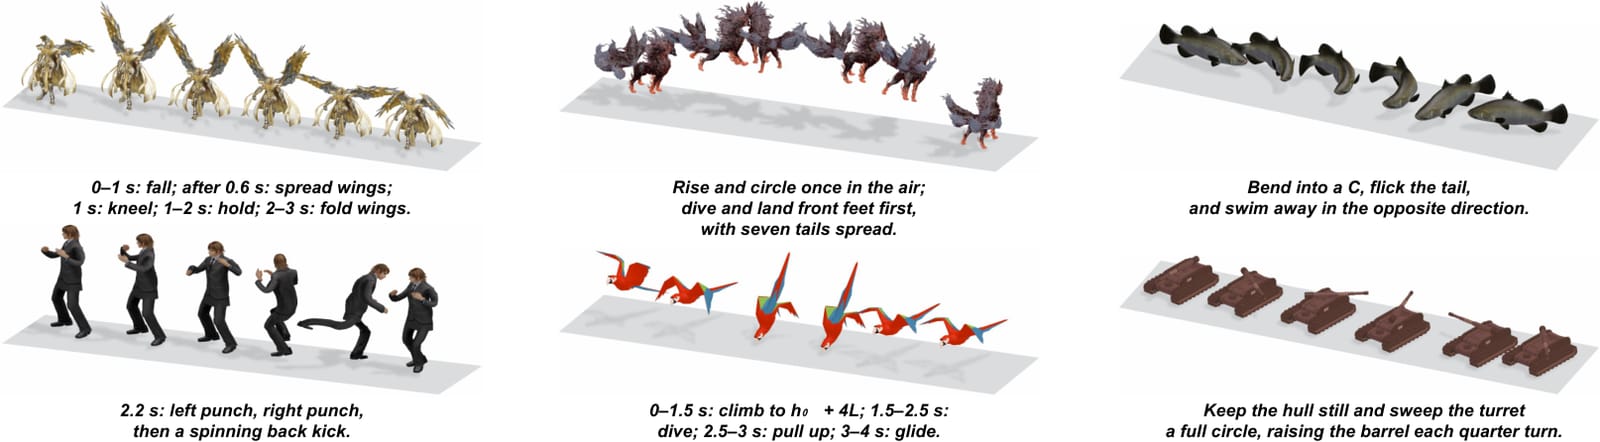 0–1 s: fall; after 0.6 s: spread wings;
1 s: kneel; 1–2 s: hold; 2–3 s: fold wings.
Rise and circle once in the air;
dive and land front feet first,
with seven tails spread.
Bend into a C, flick the tail,
and swim away in the opposite direction.
2.2 s: left punch, right punch,
then a spinning back kick.
0–1.5 s: climb to h₀ + 4L; 1.5–2.5 s:
dive; 2.5–3 s: pull up; 3–4 s: glide.
Keep the hull still and sweep the turret
a full circle, raising the barrel each quarter turn.